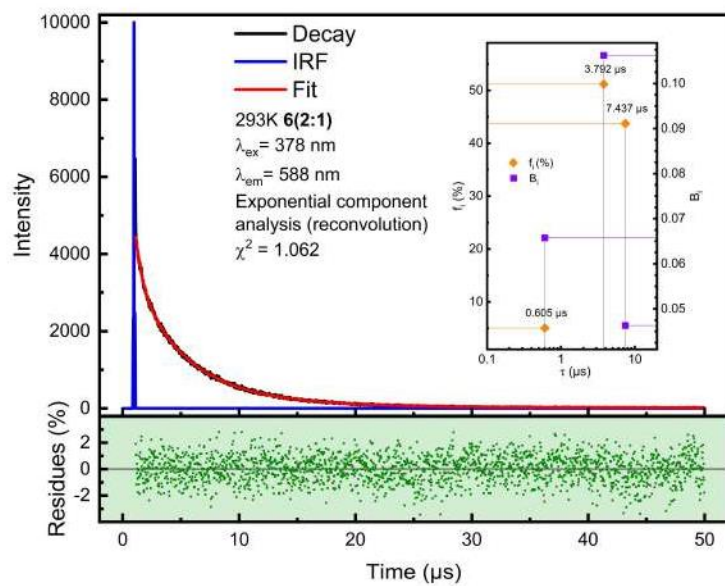 10000
8000
6000
4000
2000
0
Intensity
Decay
IRF
Fit
293K 6(2:1)
λex= 378 nm
λem= 588 nm
Exponential component
analysis (reconvolution)
χ² = 1.062
50
40
30
20
10
fᵢ (%)
3.792 µs
7.437 µs
fᵢ (%)
Bᵢ
0.605 µs
0.10
0.09
0.08
0.07
0.06
0.05
Bᵢ
0.1 1 10
τ (µs)
2
0
-2
Residues (%)
0 10 20 30 40 50
Time (µs)